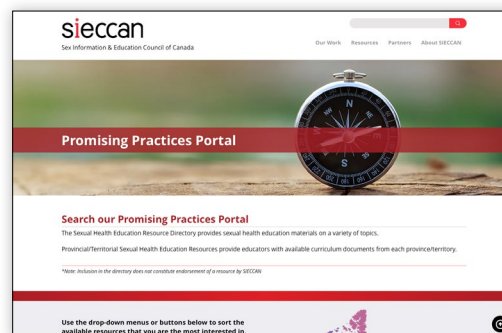 sieccan
Sex Information & Education Council of Canada
Our Work Resources Partners About SIECCAN
N
S
Promising Practices Portal
Search our Promising Practices Portal
The Sexual Health Education Resource Directory provides sexual health education materials on a variety of topics.
Provincial/Territorial Sexual Health Education Resources provide educators with available curriculum documents from each province/territory.
*Note: Inclusion in the directory does not constitute endorsement of a resource by SIECCAN
Use the drop-down menus or buttons below to sort the
available resources that you are the most interested in.